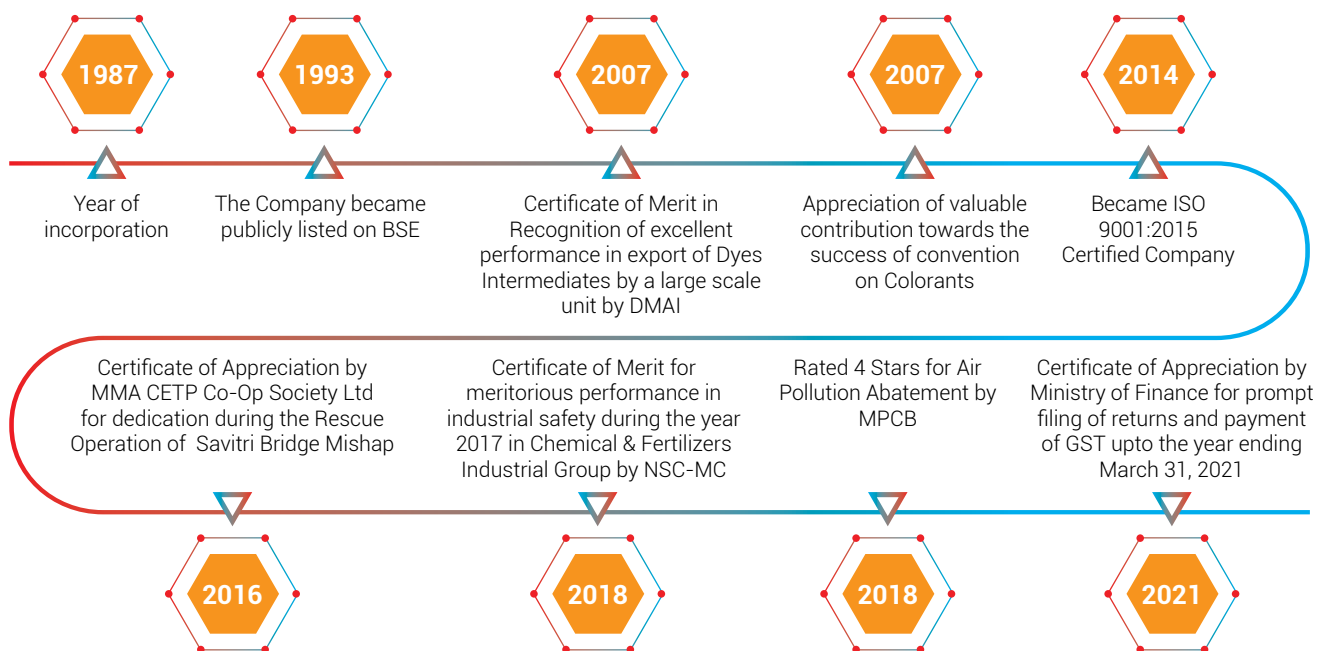 1987
1993
2007
2007
2014
Year of
incorporation
The Company became
publicly listed on BSE
Certificate of Merit in
Recognition of excellent
performance in export of Dyes
Intermediates by a large scale
unit by DMAI
Appreciation of valuable
contribution towards the
success of convention
on Colorants
Became ISO
9001:2015
Certified Company
Certificate of Appreciation by
MMA CETP Co-Op Society Ltd
for dedication during the Rescue
Operation of Savitri Bridge Mishap
Certificate of Merit for
meritorious performance in
industrial safety during the year
2017 in Chemical & Fertilizers
Industrial Group by NSC-MC
Rated 4 Stars for Air
Pollution Abatement by
MPCB
Certificate of Appreciation by
Ministry of Finance for prompt
filing of returns and payment
of GST upto the year ending
March 31, 2021
2016
2018
2018
2021